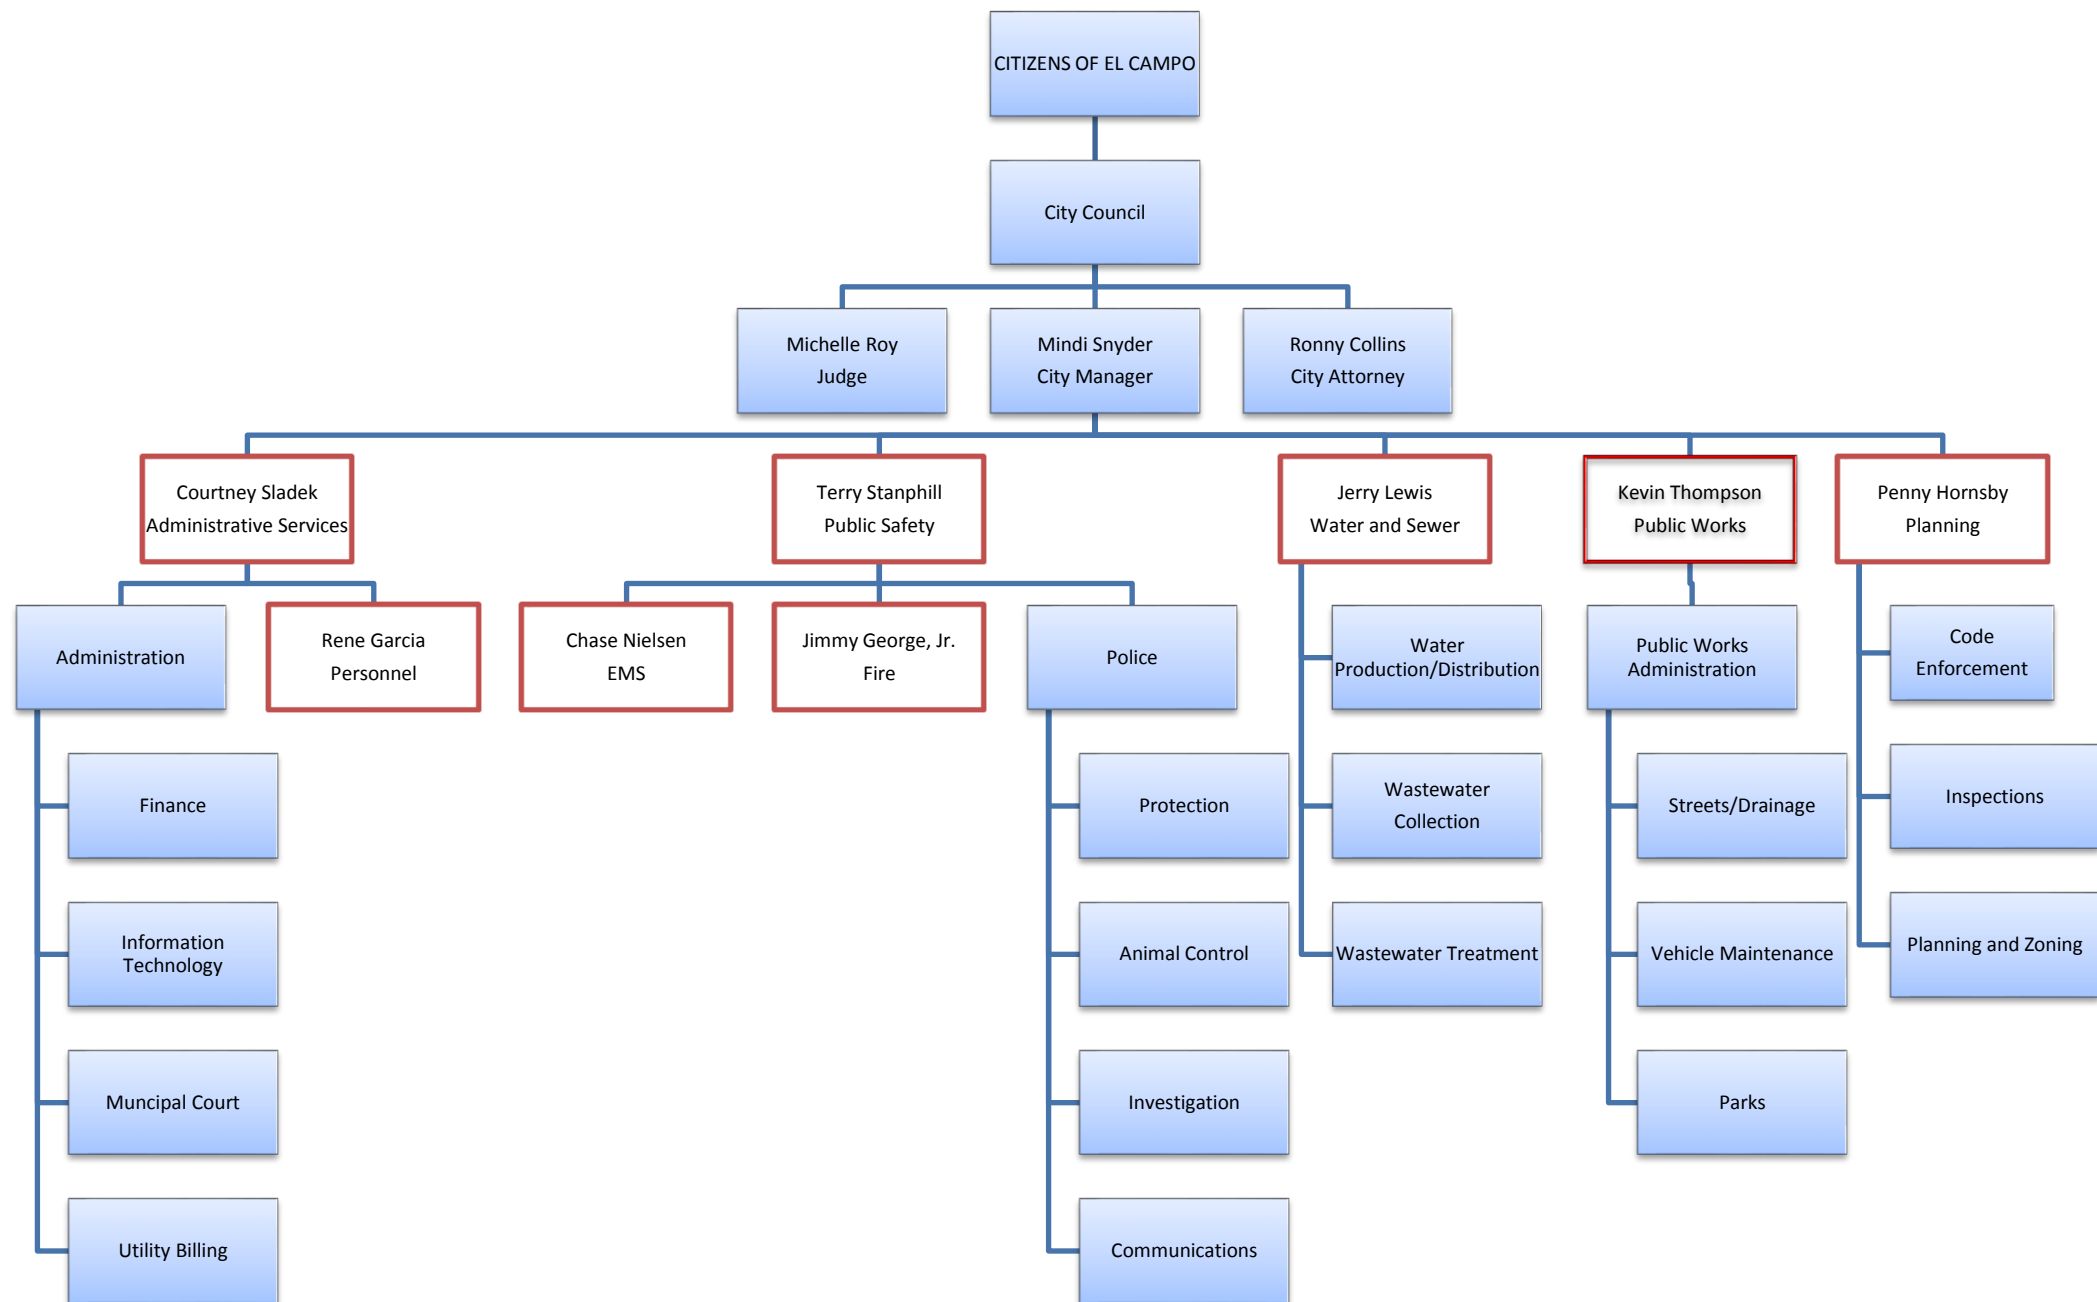 CITIZENS OF EL CAMPO
City Council
Michelle Roy
Judge
Mindi Snyder
City Manager
Ronny Collins
City Attorney
Courtney Sladek
Administrative Services
Terry Stanphill
Public Safety
Jerry Lewis
Water and Sewer
Kevin Thompson
Public Works
Penny Hornsby
Planning
Administration
Rene Garcia
Personnel
Chase Nielsen
EMS
Jimmy George, Jr.
Fire
Police
Water
Production/Distribution
Public Works
Administration
Code
Enforcement
Finance
Protection
Wastewater
Collection
Streets/Drainage
Inspections
Information
Technology
Animal Control
Wastewater Treatment
Vehicle Maintenance
Planning and Zoning
Muncipal Court
Investigation
Parks
Utility Billing
Communications